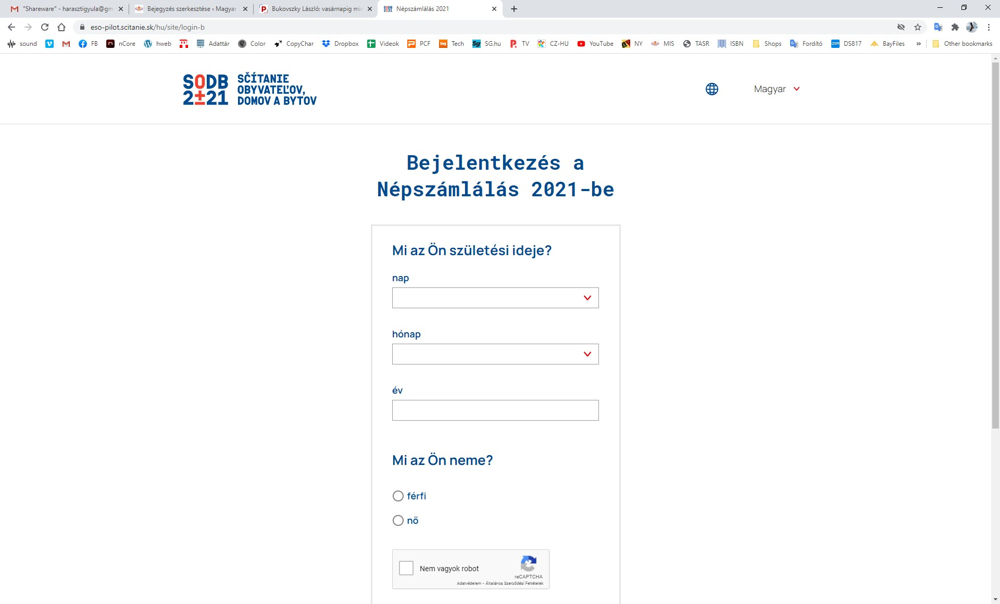 "Shareware" - harasztigyula@gm
Bejegyzés szerkesztése ‹ Magyar
Bukovszky László: vasárnapig min
Népszámlálás 2021
eso-pilot.scitanie.sk/hu/site/login-b
sound
FB
nCore
hweb
Adattár
Color
CopyChar
Dropbox
Videok
PCF
hvg
Tech
Sg
SG.hu
TV
CZ-HU
YouTube
NY
MIS
TASR
ISBN
Shops
Fordító
DSM
DS817
BayFiles
»
Other bookmarks
SODB
2±21
SČÍTANIE
OBYVATEĽOV,
DOMOV A BYTOV
Magyar
Bejelentkezés a
Népszámlálás 2021-be
Mi az Ön születési ideje?
nap
hónap
év
Mi az Ön neme?
férfi
nő
Nem vagyok robot
reCAPTCHA
Adatvédelem - Általános Szerződési Feltételek